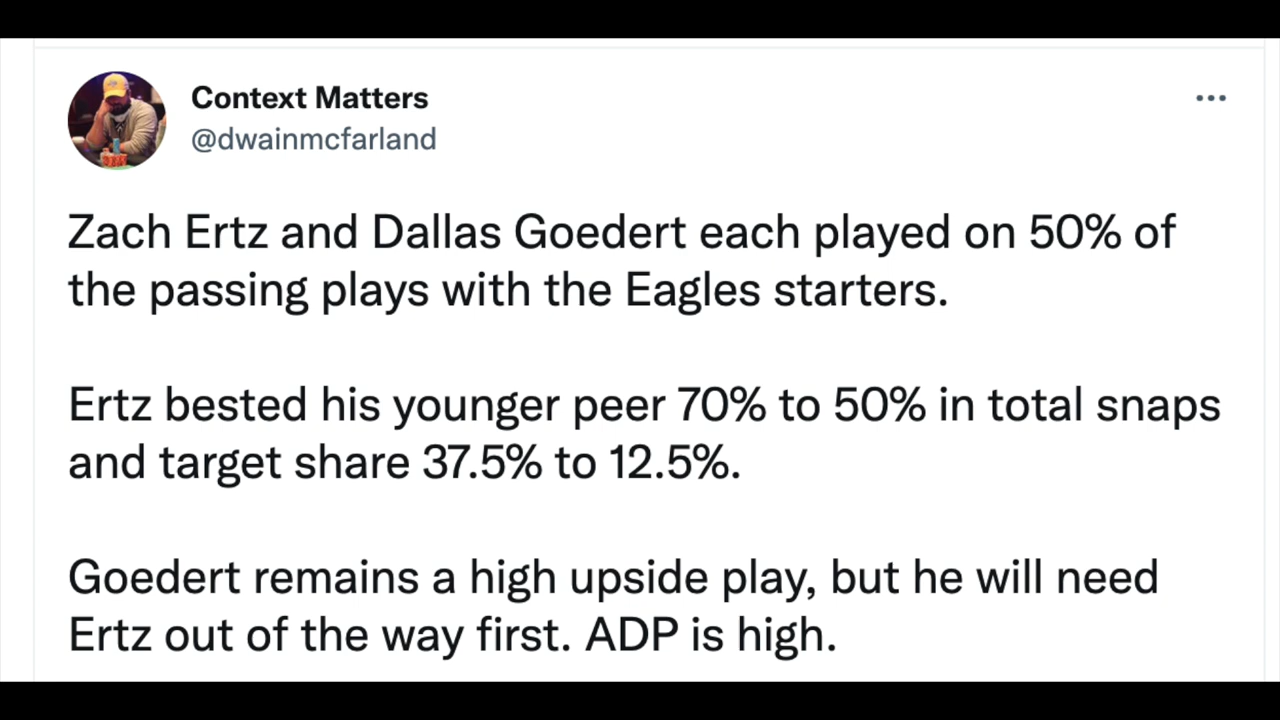 Context Matters
@dwainmcfarland
Zach Ertz and Dallas Goedert each played on 50% of
the passing plays with the Eagles starters.
Ertz bested his younger peer 70% to 50% in total snaps
and target share 37.5% to 12.5%.
Goedert remains a high upside play, but he will need
Ertz out of the way first. ADP is high.